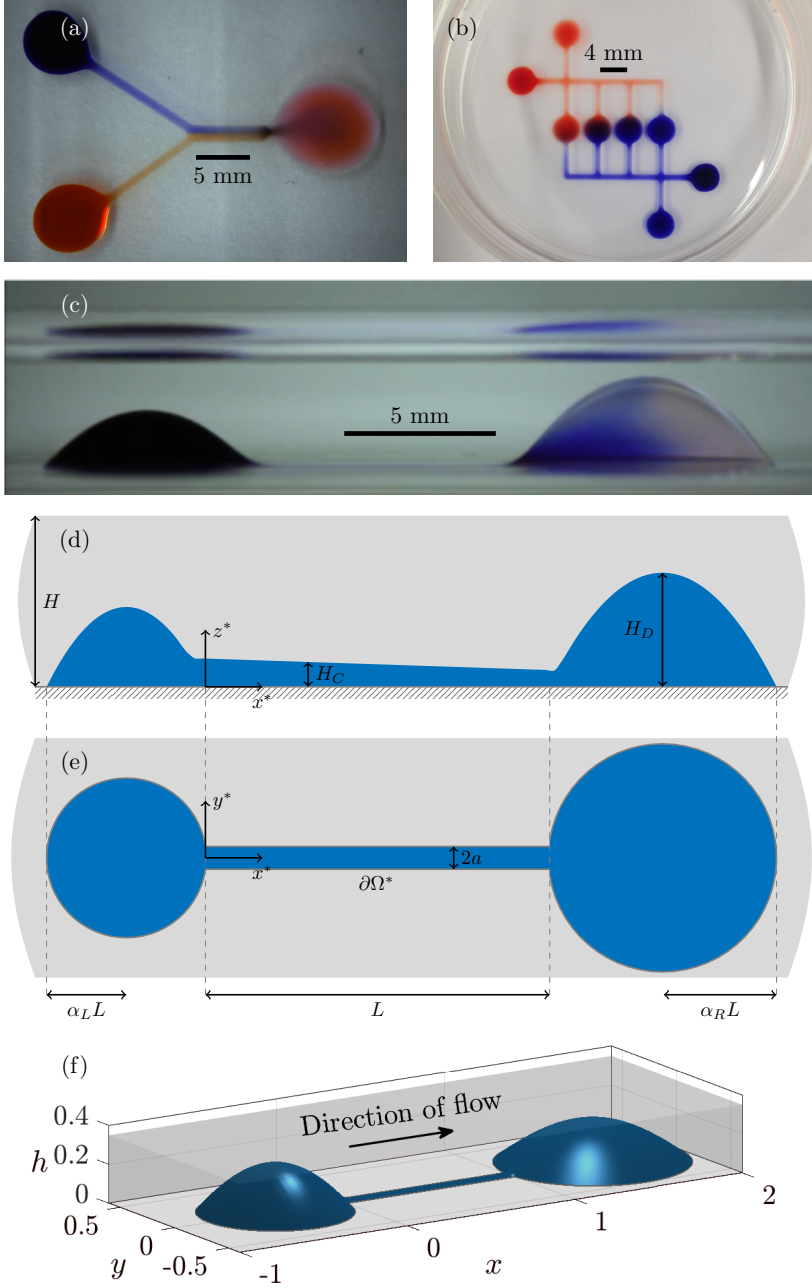 (a)
5 mm
(b)
4 mm
(c)
5 mm
(d)
H
z*
x*
H_C
H_D
(e)
y*
x*
2a
∂Ω*
α_L L
L
α_R L
(f)
Direction of flow
h
0.4
0.2
0
0.5
0
-0.5
y
-1
0
1
2
x